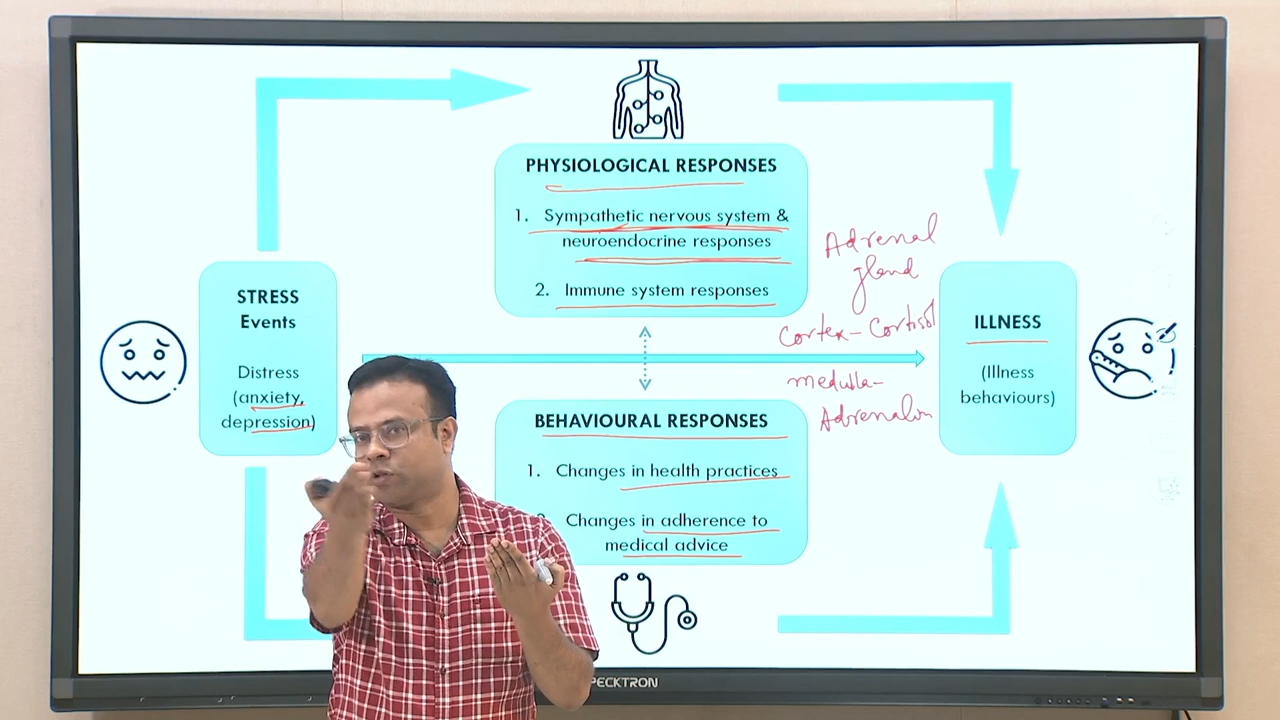 PHYSIOLOGICAL RESPONSES
1. Sympathetic nervous system &
neuroendocrine responses
2. Immune system responses
STRESS
Events
Distress
(anxiety,
depression)
Adrenal
gland
Cortex - Cortisol
medulla -
Adrenalin
ILLNESS
(Illness
behaviours)
BEHAVIOURAL RESPONSES
1. Changes in health practices
Changes in adherence to
medical advice
PECKTRON